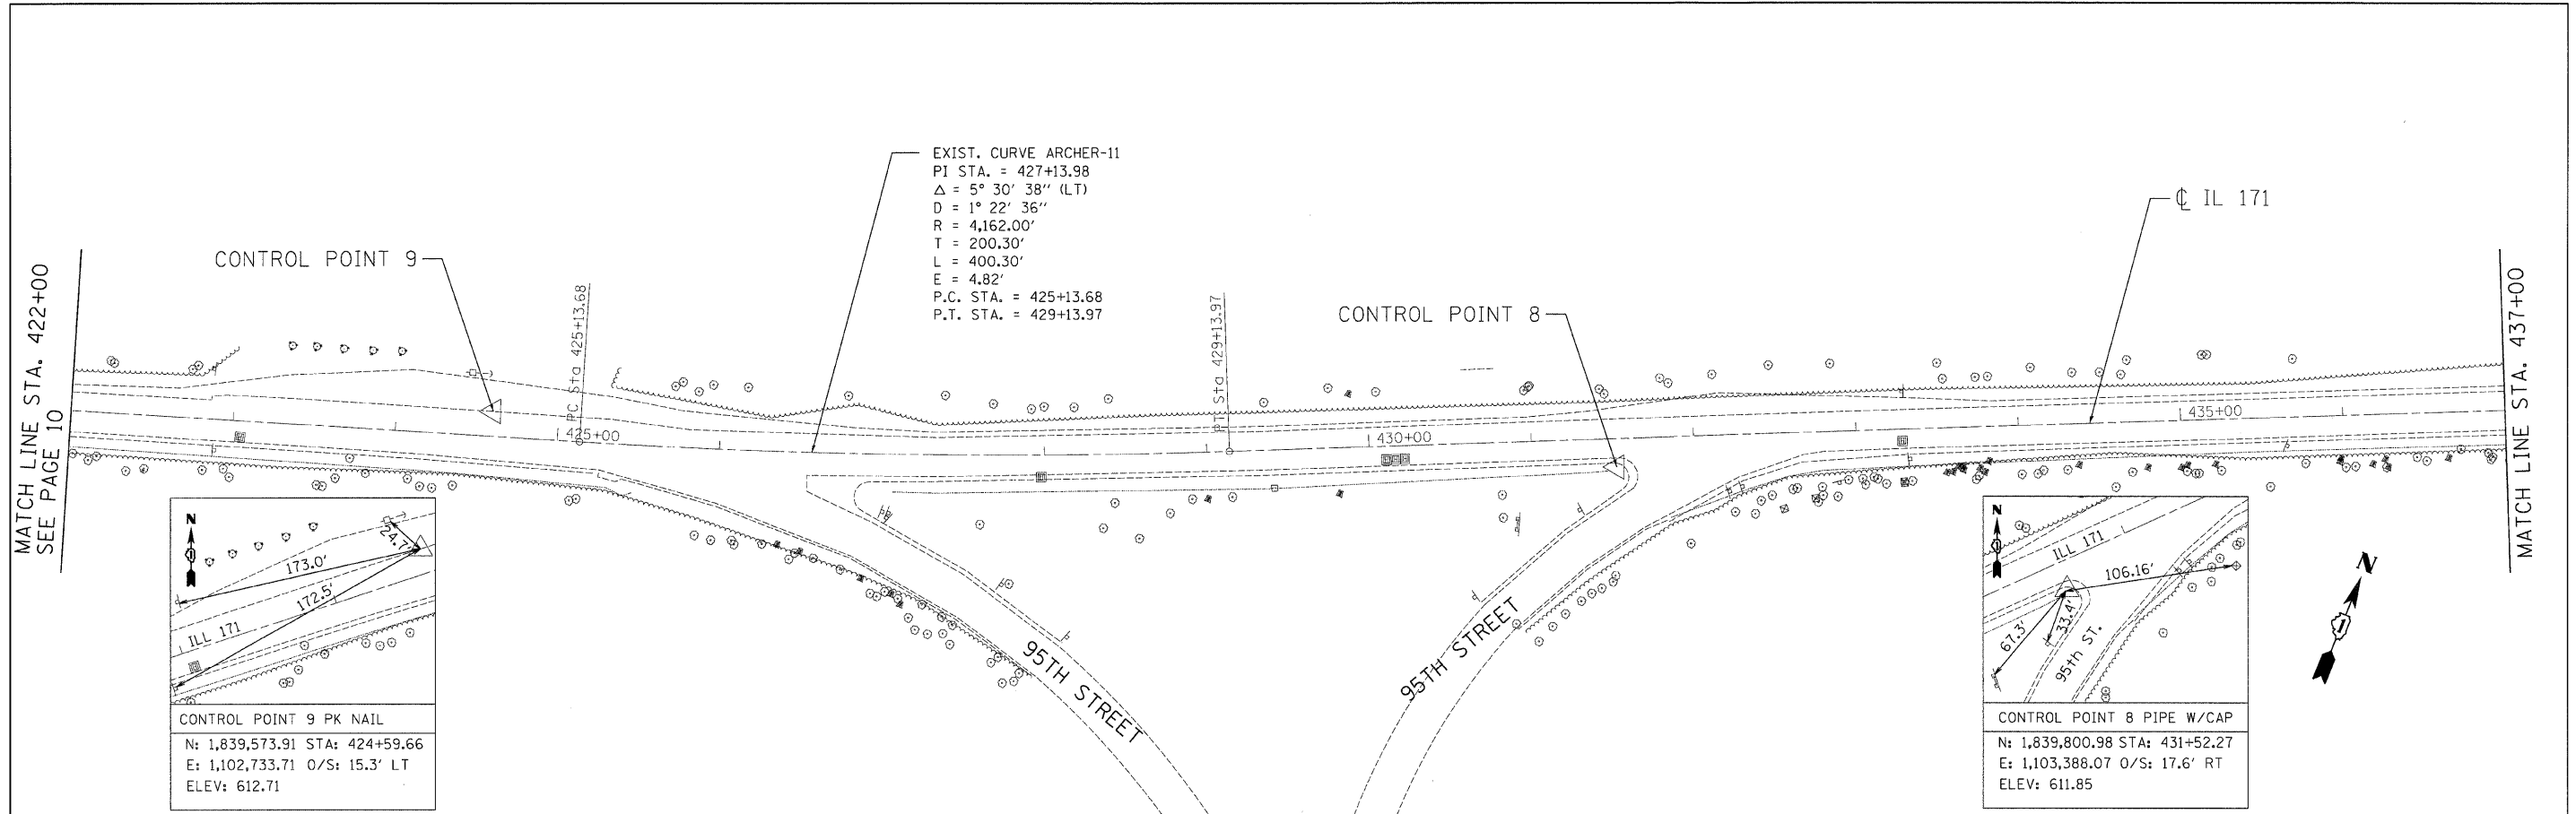 EXIST. CURVE ARCHER-11
PI STA. = 427+13.98
Δ = 5° 30' 38'' (LT)
D = 1° 22' 36''
R = 4,162.00'
T = 200.30'
L = 400.30'
E = 4.82'
P.C. STA. = 425+13.68
P.T. STA. = 429+13.97
℄ IL 171
CONTROL POINT 9
CONTROL POINT 8
MATCH LINE STA. 422+00
SEE PAGE 10
PC Sta 425+13.68
PT Sta 429+13.97
MATCH LINE STA. 437+00
425+00
430+00
435+00
95TH STREET
95TH STREET
N
N
24.7'
173.0'
172.5'
ILL 171
CONTROL POINT 9 PK NAIL
N: 1,839,573.91 STA: 424+59.66
E: 1,102,733.71 O/S: 15.3' LT
ELEV: 612.71
N
ILL 171
106.16'
67.3'
33.4'
95th ST.
CONTROL POINT 8 PIPE W/CAP
N: 1,839,800.98 STA: 431+52.27
E: 1,103,388.07 O/S: 17.6' RT
ELEV: 611.85